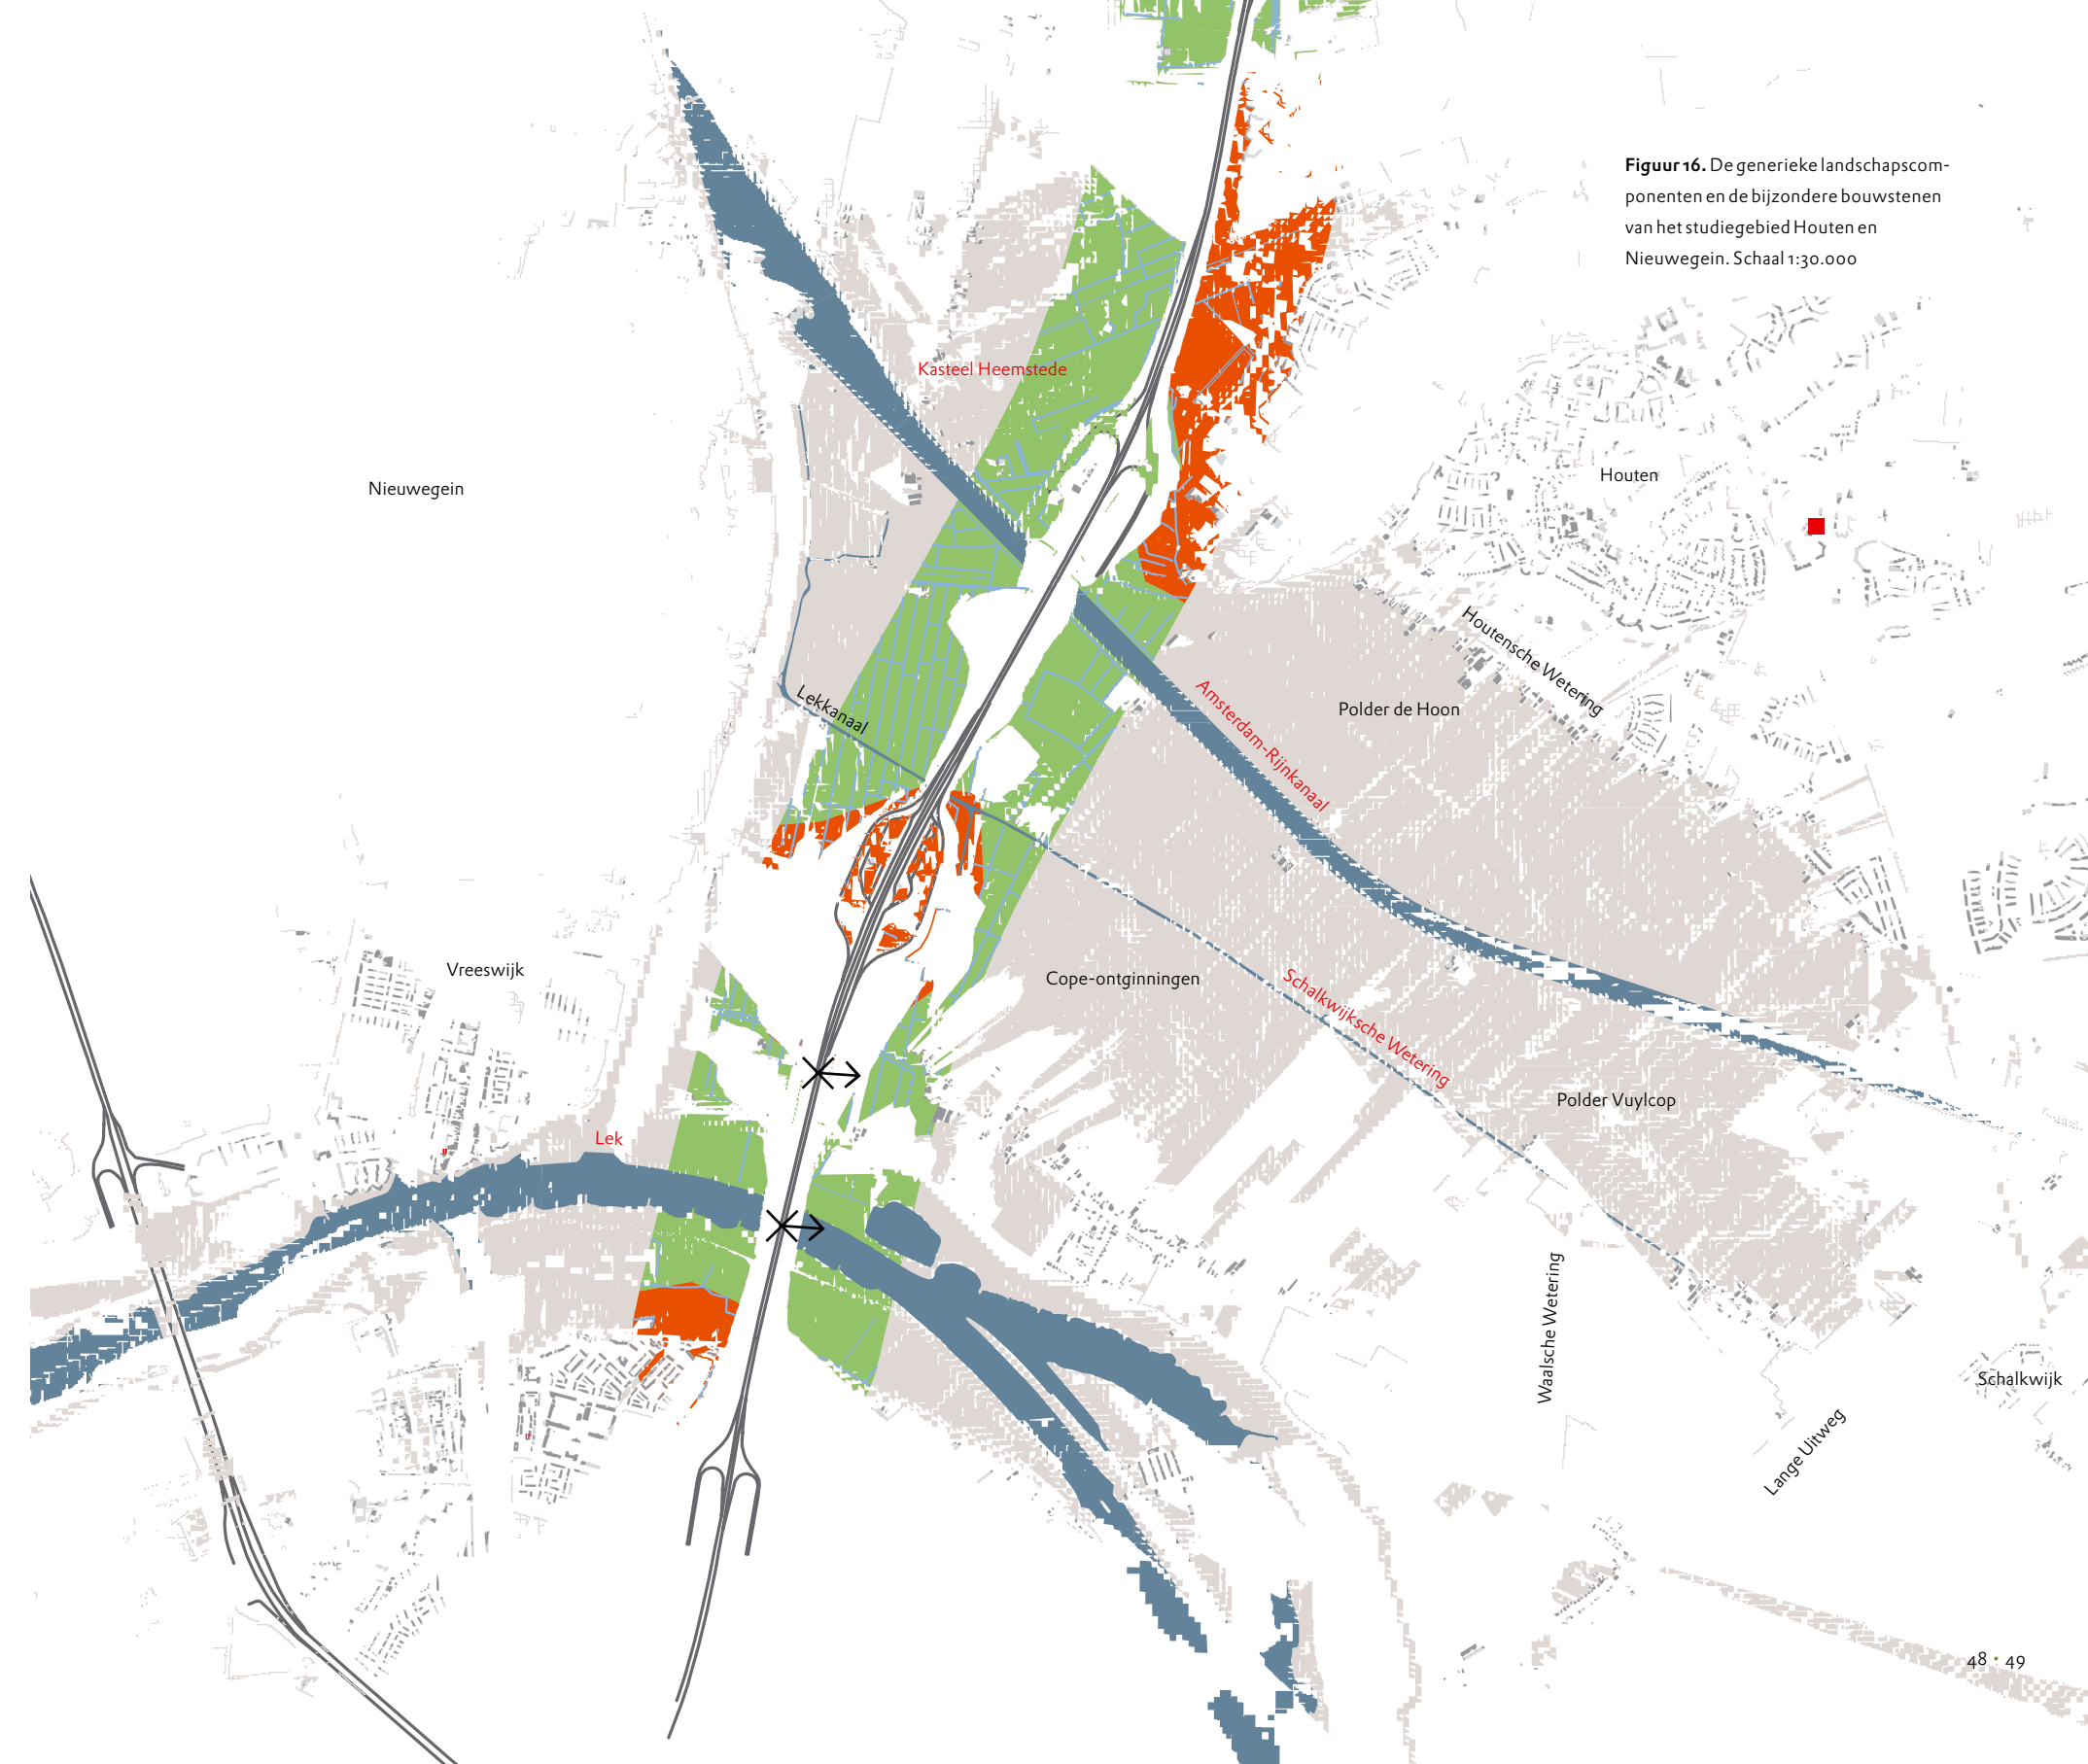 Figuur 16. De generieke landschapscom-
ponenten en de bijzondere bouwstenen
van het studiegebied Houten en
Nieuwegein. Schaal 1:30.000
Kasteel Heemstede
Nieuwegein
Houten
Houtensche Wetering
Lekkanaal
Amsterdam-Rijnkanaal
Polder de Hoon
Vreeswijk
Cope-ontginningen
Schalkwijksche Wetering
Polder Vuylcop
Lek
Waalsche Wetering
Schalkwijk
Lange Uitweg
48 · 49